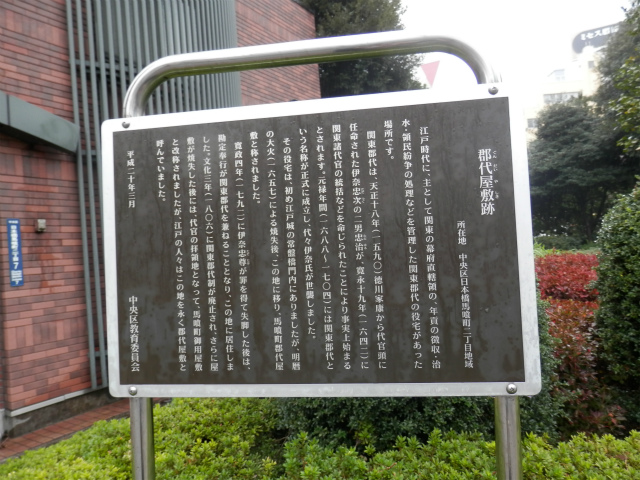 郡代屋敷跡
ぐんだいやしきあと
所在地 中央区日本橋馬喰町二丁目地域
江戸時代に、主として関東の幕府直轄領の、年貢の徴収・治
水・領民紛争の処理などを管理した関東郡代の役宅があった
場所です。
関東郡代は、天正十八年(一五九〇)徳川家康から代官頭に
任命された伊奈忠次の二男忠治が、寛永十九年(一六四二)に
関東諸代官の統括などを命じられたことにより事実上始まる
とされます。元禄年間(一六八八~一七〇四)には関東郡代と
いう名称が正式に成立し、代々伊奈氏が世襲しました。
その役宅は、初め江戸城の常盤橋門内にありましたが、明暦
の大火(一六五七)による焼失後、この地に移り、馬喰町郡代屋
敷と称されました。
寛政四年(一七九二)に伊奈忠尊が罪を得て失脚した後は、
勘定奉行が関東郡代を兼ねることとなり、この地に居住しま
した。文化三年(一八〇六)に関東郡代制が廃止され、さらに屋
敷が焼失した後には、代官の拝領地となって、馬喰町御用屋敷
と改称されましたが、江戸の人々はこの地を永く郡代屋敷と
呼んでいました。
平成二十年三月
中央区教育委員会